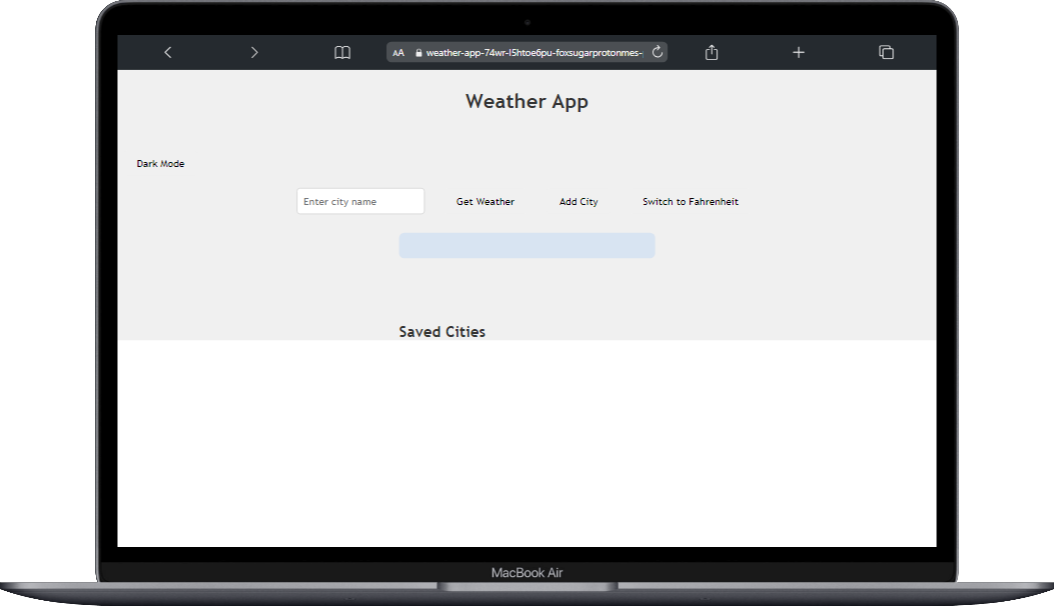 AA weather-app-74wr-l5htoe6pu-foxsugarprotonmes-
Weather App
Dark Mode
Enter city name Get Weather Add City Switch to Fahrenheit
Saved Cities
MacBook Air